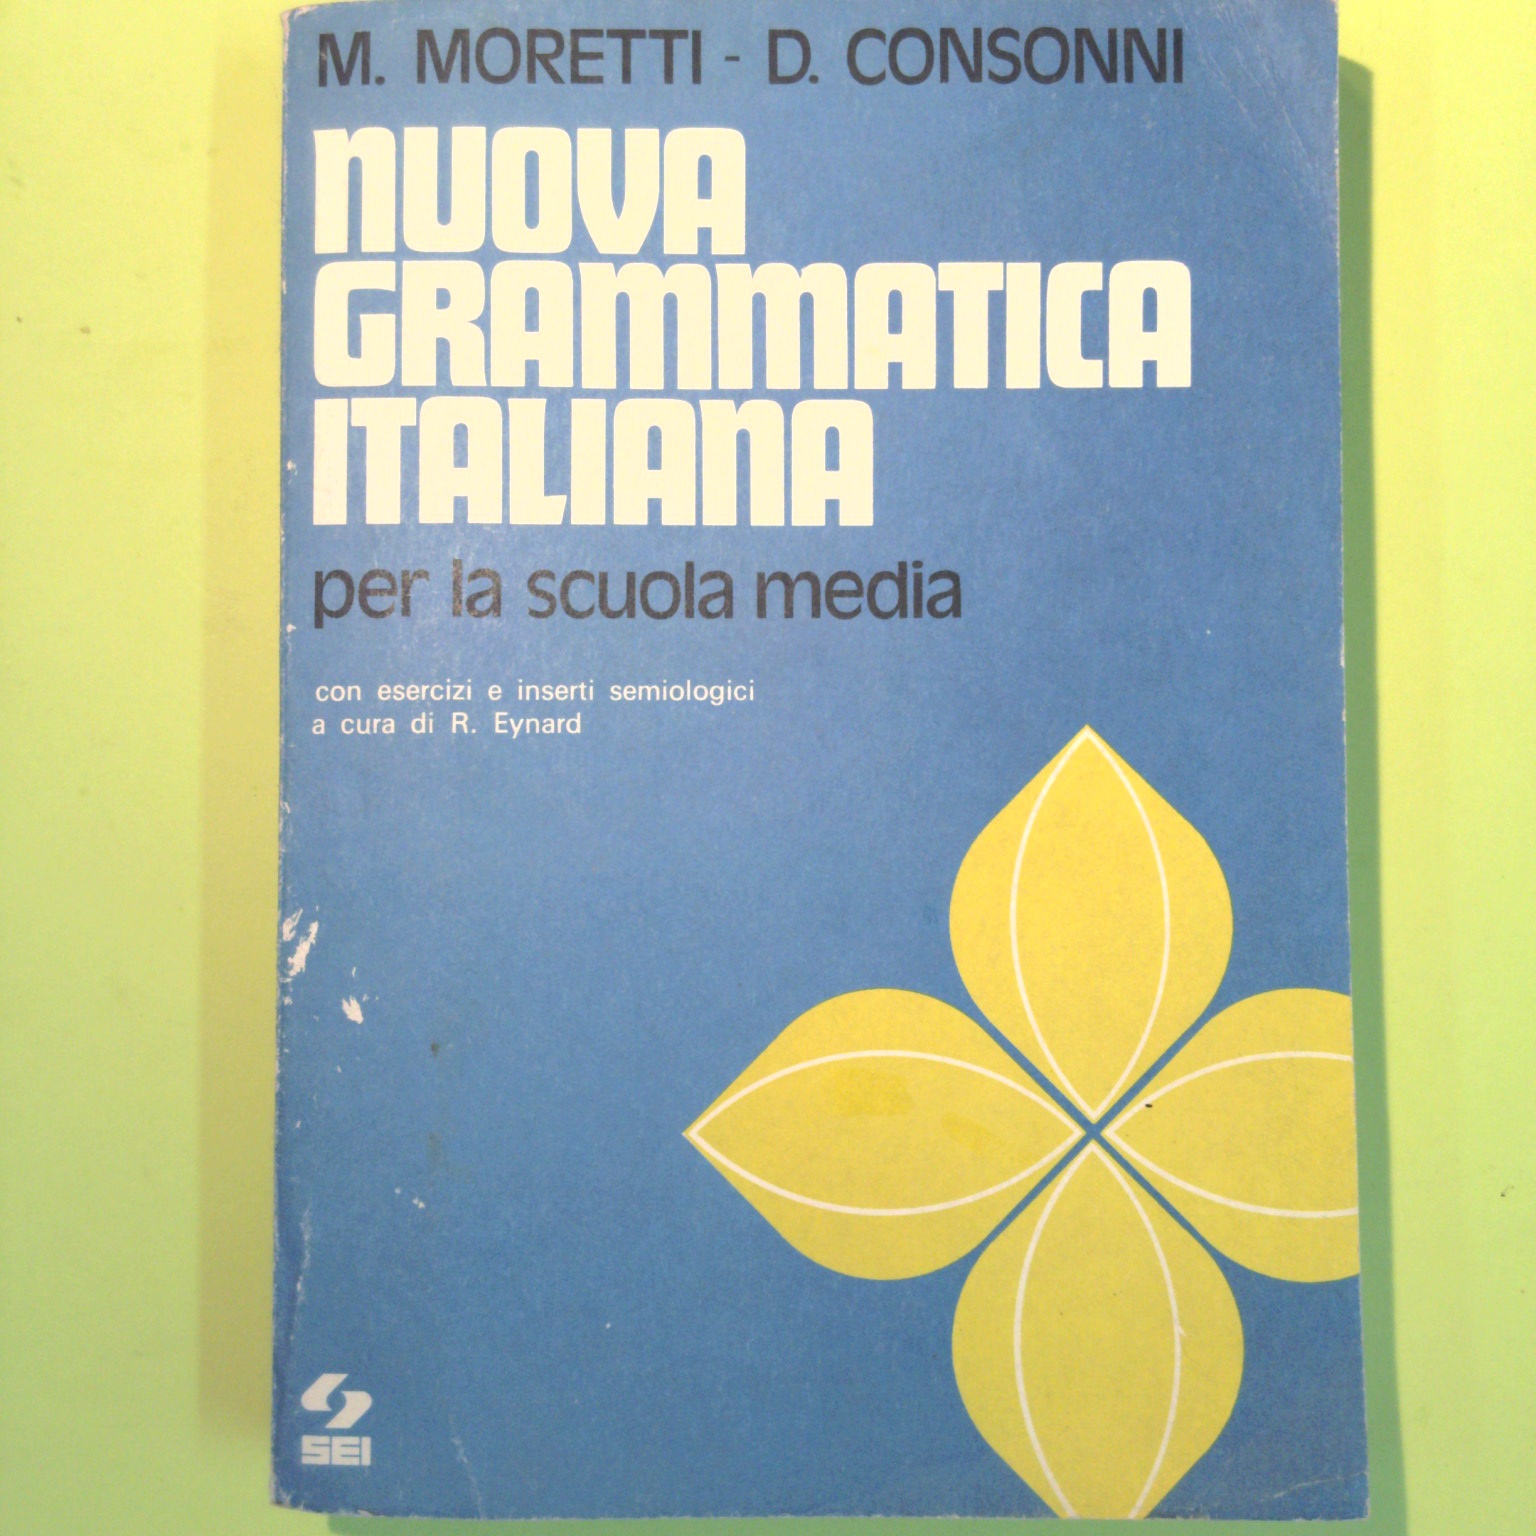 M. MORETTI - D. CONSONNI
NUOVA
GRAMMATICA
ITALIANA
per la scuola media
con esercizi e inserti semiologici
a cura di R. Eynard
SEI